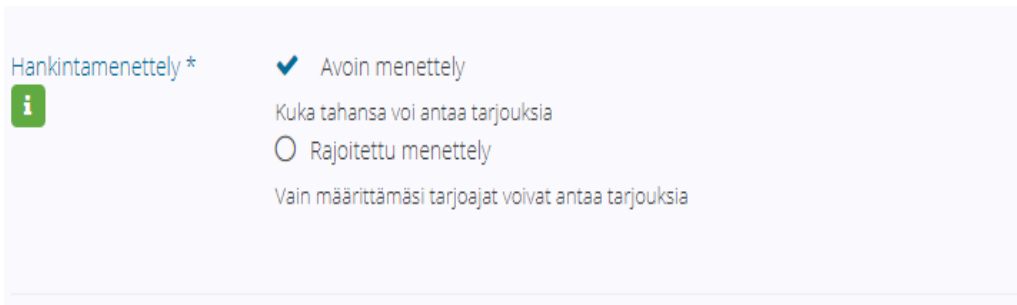 Hankintamenettely *
Avoin menettely
i
Kuka tahansa voi antaa tarjouksia
Rajoitettu menettely
Vain määrittämäsi tarjoajat voivat antaa tarjouksia